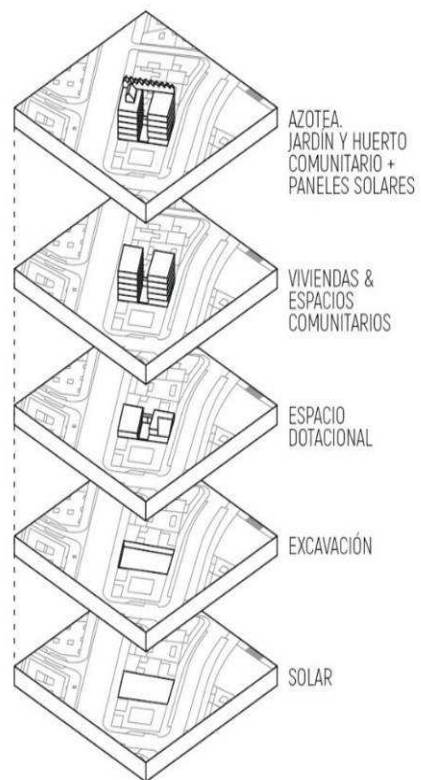 AZOTEA.
JARDÍN Y HUERTO
COMUNITARIO +
PANELES SOLARES
VIVIENDAS &
ESPACIOS
COMUNITARIOS
ESPACIO
DOTACIONAL
EXCAVACIÓN
SOLAR